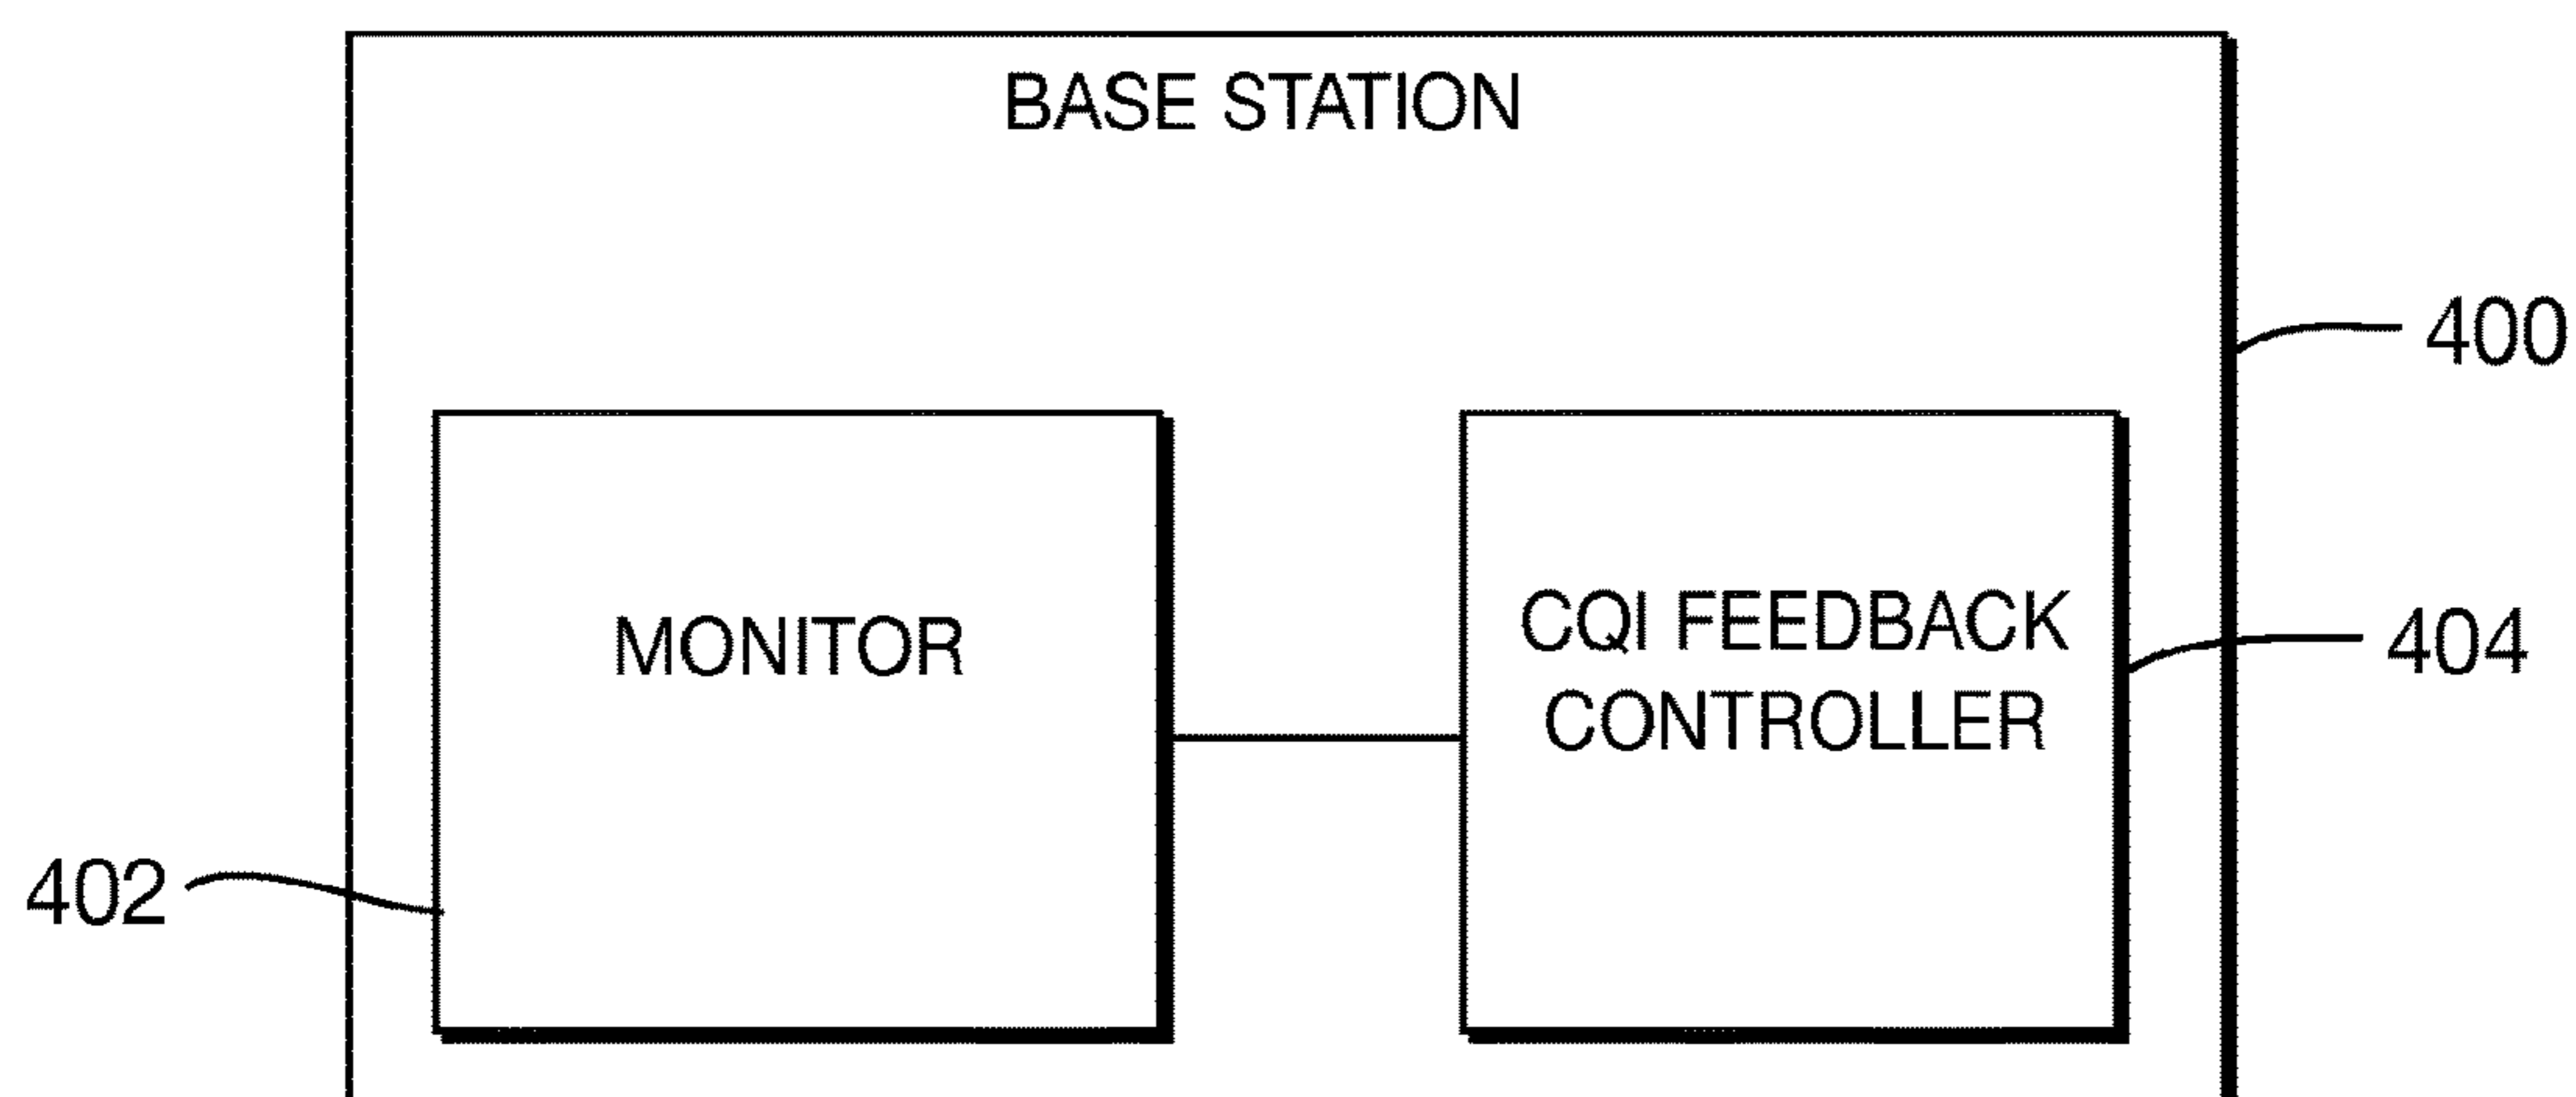 BASE STATION
400
MONITOR
CQI FEEDBACK
CONTROLLER
404
402